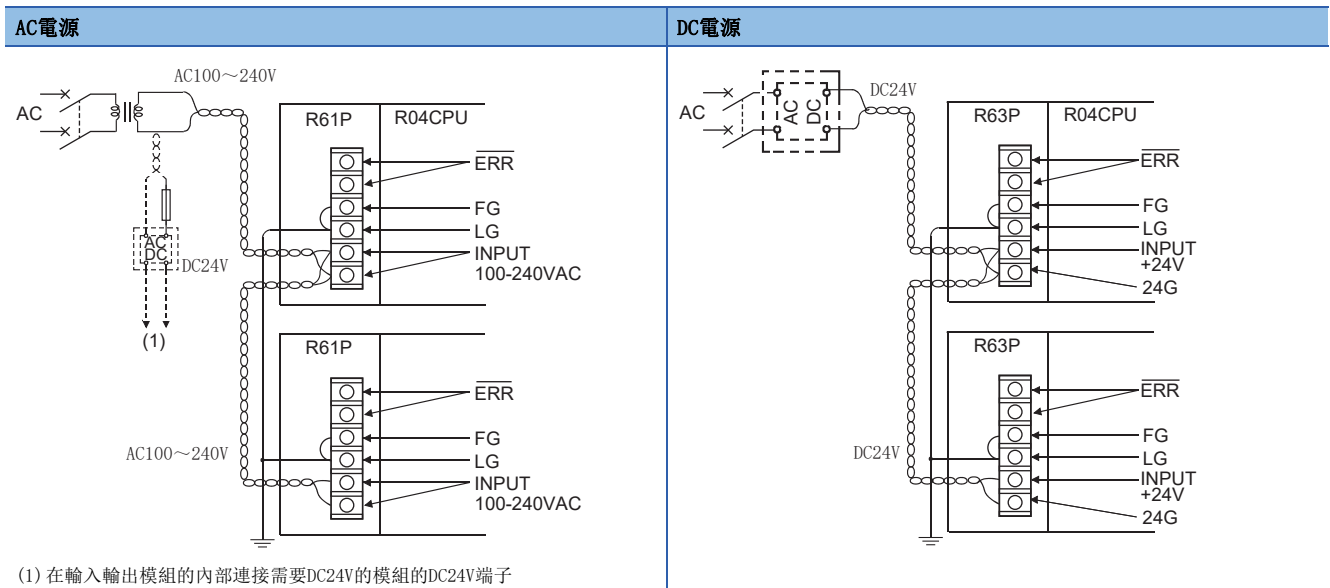 AC電源
AC100～240V
AC
R61P
R04CPU
ERR
FG
LG
INPUT
100-240VAC
AC
DC
DC24V
(1)
R61P
ERR
FG
LG
INPUT
100-240VAC
AC100～240V
(1) 在輸入輸出模組的內部連接需要DC24V的模組的DC24V端子
DC電源
DC24V
AC
AC
DC
R63P
R04CPU
ERR
FG
LG
INPUT
+24V
24G
R63P
ERR
FG
LG
INPUT
+24V
24G
DC24V